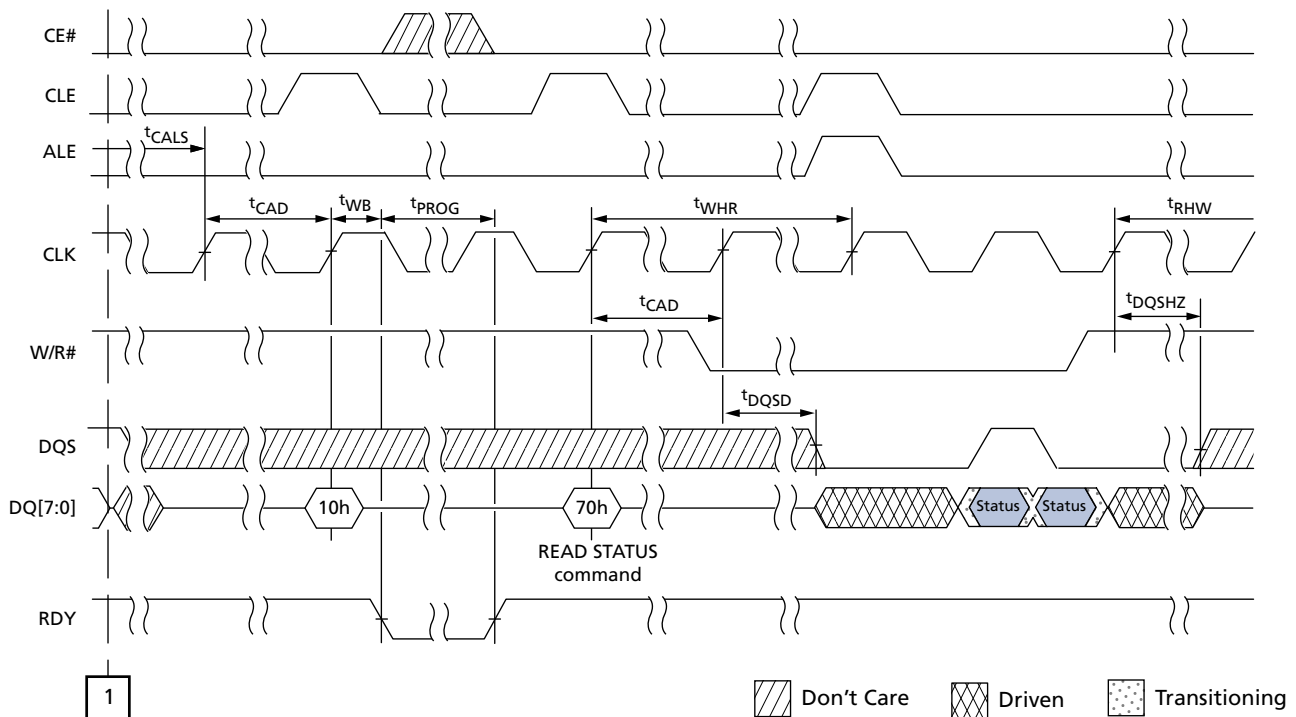 CE#
CLE
tCALS
ALE
tCAD
tWB
tPROG
tWHR
tRHW
CLK
tCAD
tDQSHZ
W/R#
tDQSD
DQS
DQ[7:0]
10h
70h
Status
Status
READ STATUS
command
RDY
1
Don't Care
Driven
Transitioning